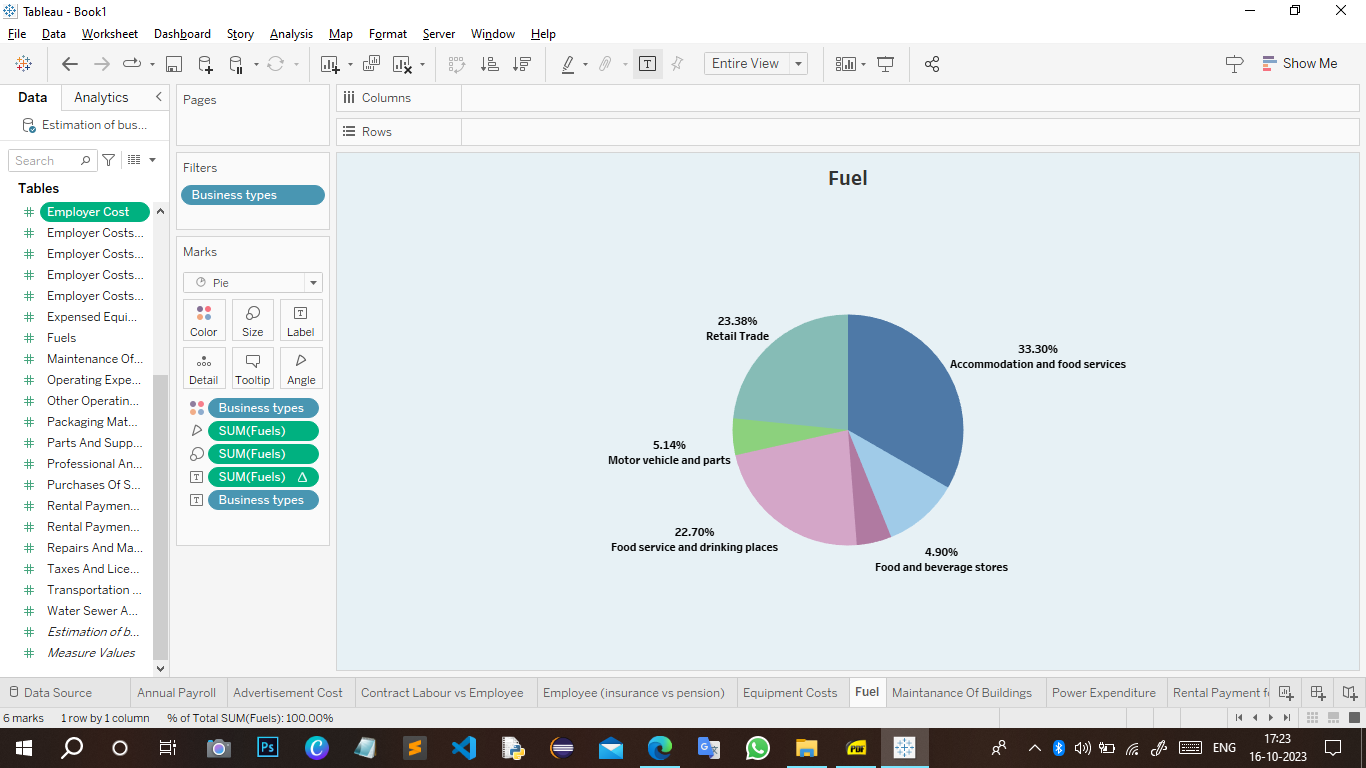 Tableau - Book1
File Data Worksheet Dashboard Story Analysis Map Format Server Window Help
Entire View
Show Me
Data Analytics
Estimation of bus...
Search
Tables
Employer Cost
Employer Costs...
Employer Costs...
Employer Costs...
Employer Costs...
Expensed Equi...
Fuels
Maintenance Of...
Operating Expe...
Other Operatin...
Packaging Mat...
Parts And Supp...
Professional An...
Purchases Of S...
Rental Paymen...
Rental Paymen...
Repairs And Ma...
Taxes And Lice...
Transportation ...
Water Sewer A...
Estimation of b...
Measure Values
Pages
Filters
Business types
Marks
Pie
Color Size Label
Detail Tooltip Angle
Business types
SUM(Fuels)
SUM(Fuels)
SUM(Fuels)
Business types
Columns
Rows
Fuel
23.38%
Retail Trade
33.30%
Accommodation and food services
5.14%
Motor vehicle and parts
22.70%
Food service and drinking places
4.90%
Food and beverage stores
Data Source Annual Payroll Advertisement Cost Contract Labour vs Employee Employee (insurance vs pension) Equipment Costs Fuel Maintanance Of Buildings Power Expenditure Rental Payment f
6 marks 1 row by 1 column % of Total SUM(Fuels): 100.00%
Ps
PDF
ENG
17:23
16-10-2023